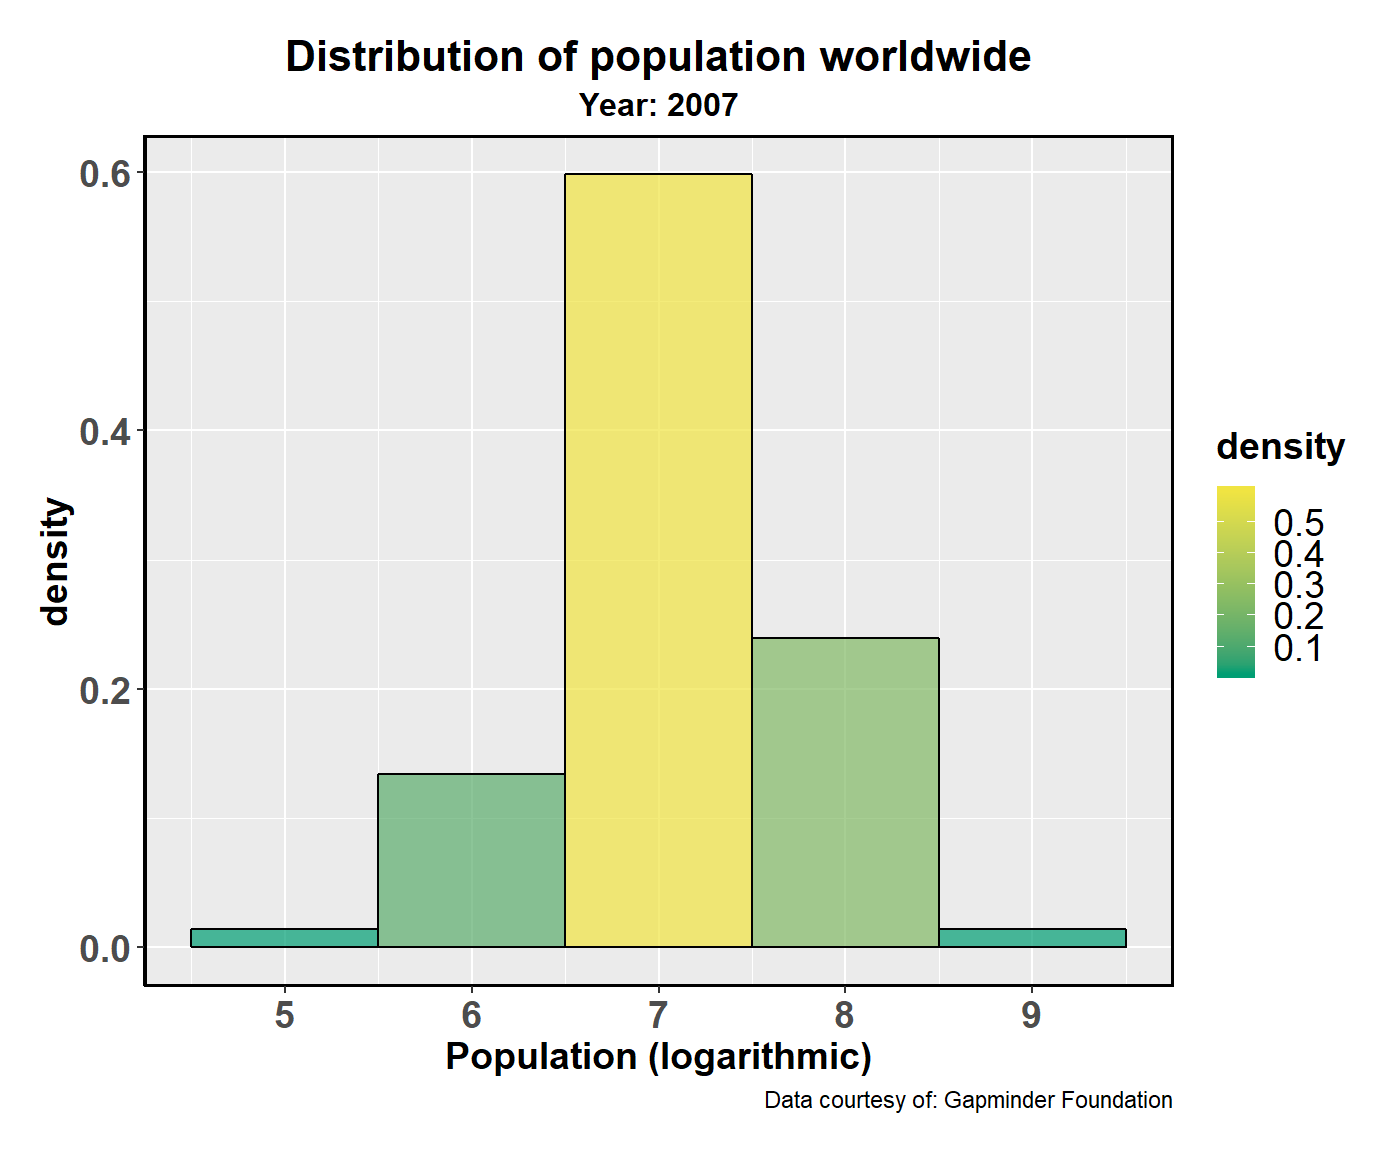 Distribution of population worldwide
Year: 2007
0.6
0.4
0.2
0.0
density
5 6 7 8 9
Population (logarithmic)
density
0.5
0.4
0.3
0.2
0.1
Data courtesy of: Gapminder Foundation